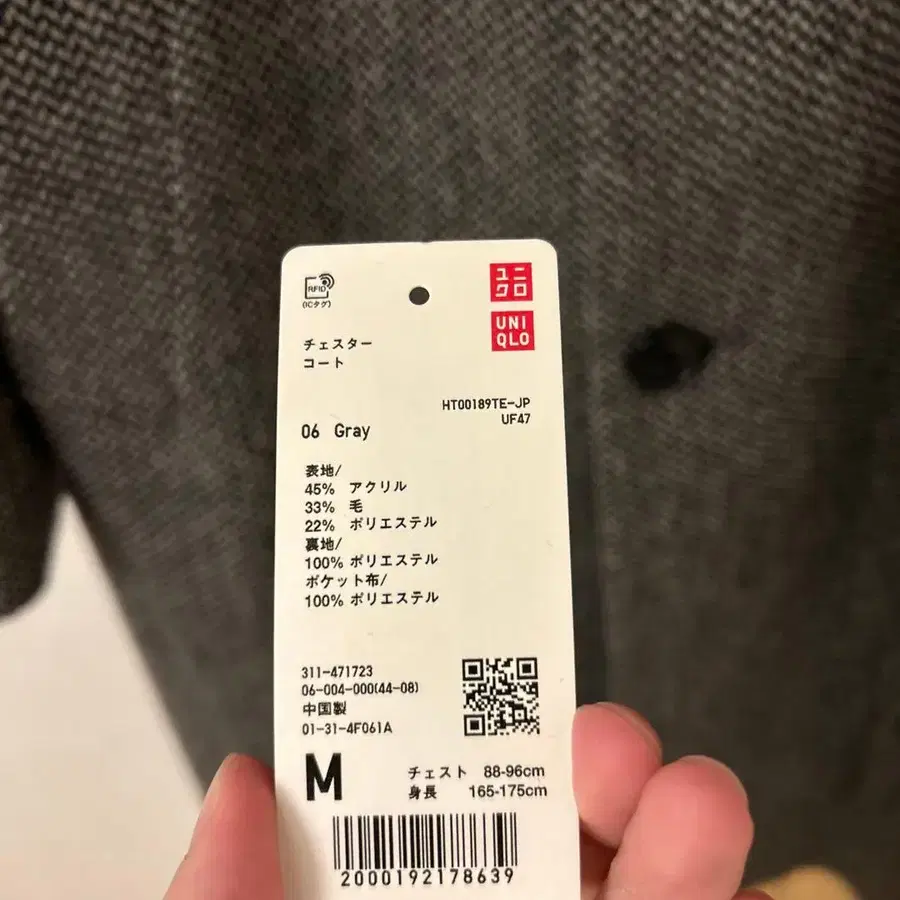 RFID
(ICタグ)
ユニ
クロ
UNI
QLO
チェスター
コート
HT00189TE-JP
UF47
06 Gray
表地/
45% アクリル
33% 毛
22% ポリエステル
裏地/
100% ポリエステル
ポケット布/
100% ポリエステル
311-471723
06-004-000(44-08)
中国製
01-31-4F061A
M
チェスト 88-96cm
身長 165-175cm
2000192178639